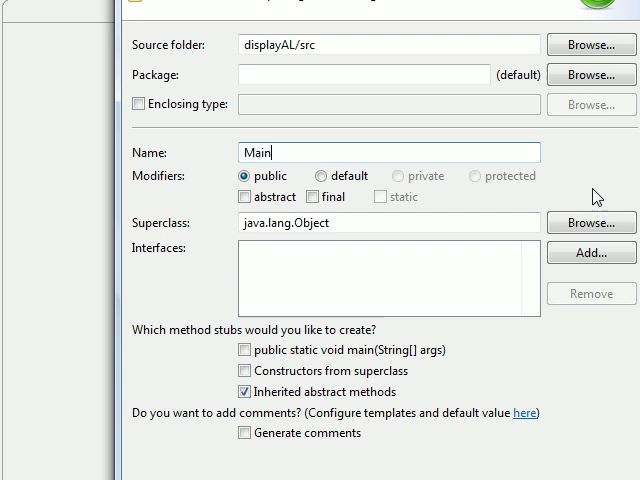 Source folder: displayAL/src Browse...
Package: (default) Browse...
Enclosing type: Browse...
Name: Main
Modifiers: public default private protected
abstract final static
Superclass: java.lang.Object Browse...
Interfaces: Add...
Remove
Which method stubs would you like to create?
public static void main(String[] args)
Constructors from superclass
Inherited abstract methods
Do you want to add comments? (Configure templates and default value here)
Generate comments